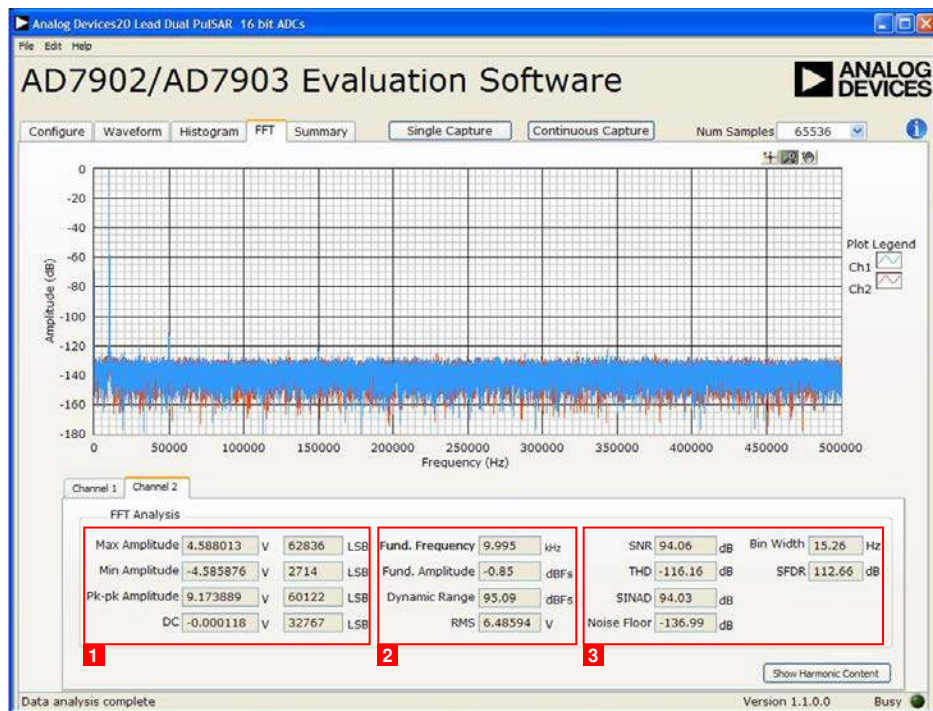 Analog Devices20 Lead Dual PulSAR 16 bit ADCs
File Edit Help
AD7902/AD7903 Evaluation Software
ANALOG
DEVICES
Configure Waveform Histogram FFT Summary Single Capture Continuous Capture Num Samples 65536
0
-20
-40
-60
-80
-100
-120
-140
-160
-180
Amplitude (dB)
0 50000 100000 150000 200000 250000 300000 350000 400000 450000 500000
Frequency (Hz)
Plot Legend
Ch1
Ch2
Channel 1 Channel 2
FFT Analysis
Max Amplitude 4.588013 V 62836 LSB Fund. Frequency 9.995 kHz SNR 94.06 dB Bin Width 15.26 Hz
Min Amplitude -4.585876 V 2714 LSB Fund. Amplitude -0.85 dBFs THD -116.16 dB SFDR 112.66 dB
Pk-pk Amplitude 9.173889 V 60122 LSB Dynamic Range 95.09 dBFs SINAD 94.03 dB
DC -0.000118 V 32767 LSB RMS 6.48594 V Noise Floor -136.99 dB
1 2 3
Show Harmonic Content
Data analysis complete Version 1.1.0.0 Busy